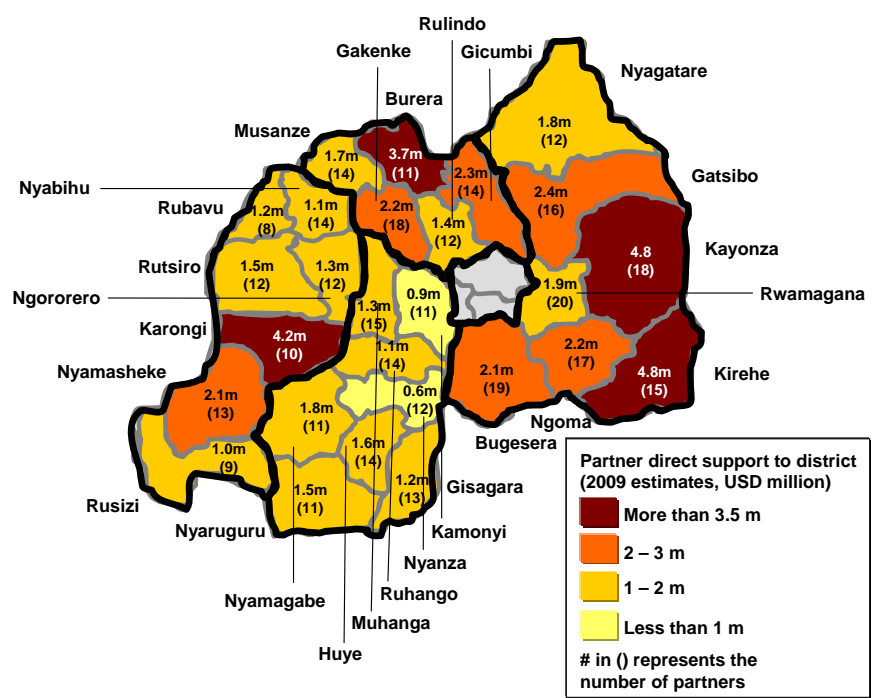 Rulindo
Gakenke
Gicumbi
Nyagatare
Burera
Musanze
1.8m
(12)
3.7m
(11)
1.7m
(14)
2.3m
(14)
Nyabihu
Gatsibo
2.4m
(16)
1.1m
(14)
2.2m
(18)
Rubavu
1.2m
(8)
1.4m
(12)
Rutsiro
4.8
(18)
Kayonza
1.5m
(12)
1.3m
(12)
0.9m
(11)
1.9m
(20)
Rwamagana
Ngororero
1.3m
(15)
Karongi
4.2m
(10)
1.1m
(14)
2.2m
(17)
2.1m
(19)
4.8m
(15)
Kirehe
Nyamasheke
2.1m
(13)
0.6m
(12)
1.8m
(11)
Ngoma
Bugesera
1.0m
(9)
1.6m
(14)
1.2m
(13)
Gisagara
1.5m
(11)
Rusizi
Nyaruguru
Kamonyi
Nyanza
Ruhango
Nyamagabe
Muhanga
Huye
Partner direct support to district
(2009 estimates, USD million)
More than 3.5 m
2 – 3 m
1 – 2 m
Less than 1 m
# in () represents the
number of partners